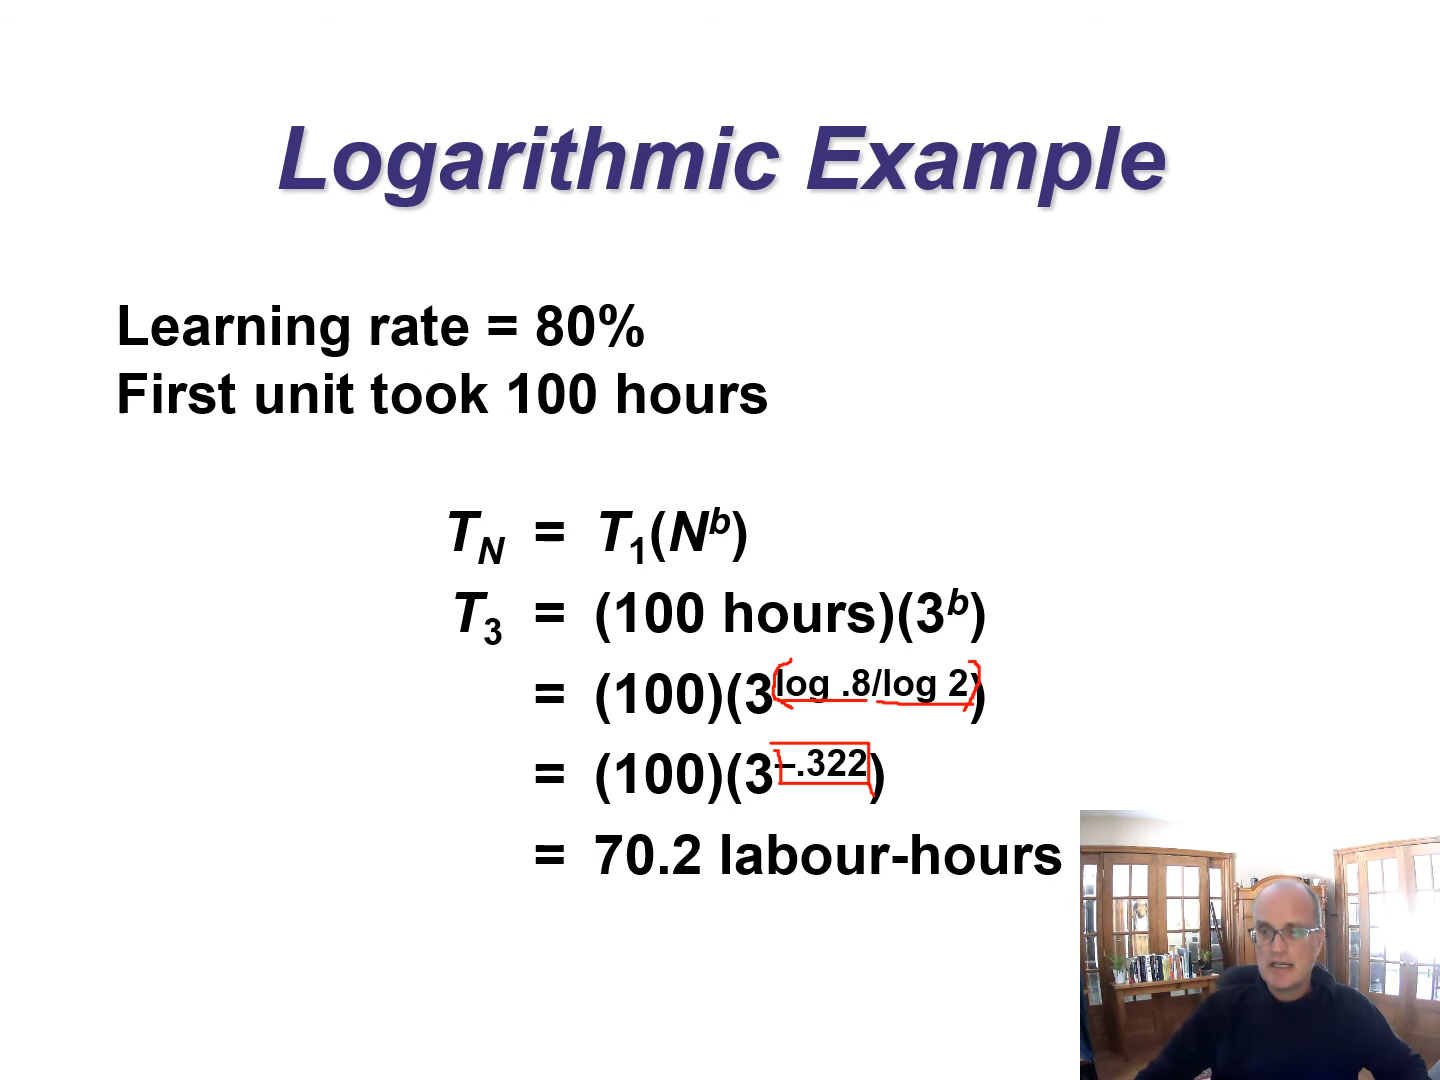 Logarithmic Example
Learning rate = 80%
First unit took 100 hours
T_N = T_1(N^b)
T_3 = (100 hours)(3^b)
= (100)(3^{log .8/log 2})
= (100)(3^{–.322})
= 70.2 labour-hours